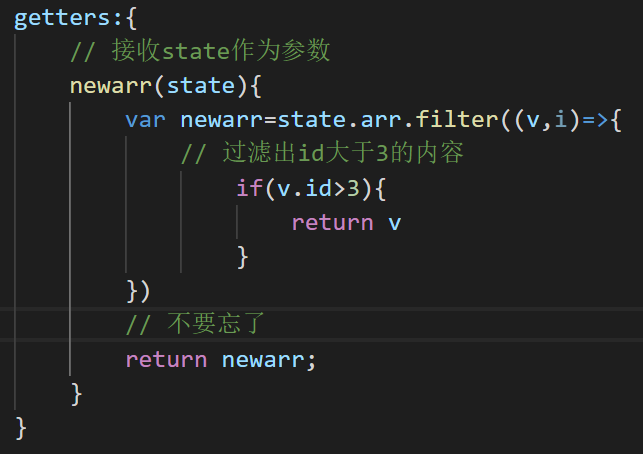 getters:{
    // 接收state作为参数
    newarr(state){
        var newarr=state.arr.filter((v,i)=>{
            // 过滤出id大于3的内容
                if(v.id>3){
                    return v
                }
        })
        // 不要忘了
        return newarr;
    }
}